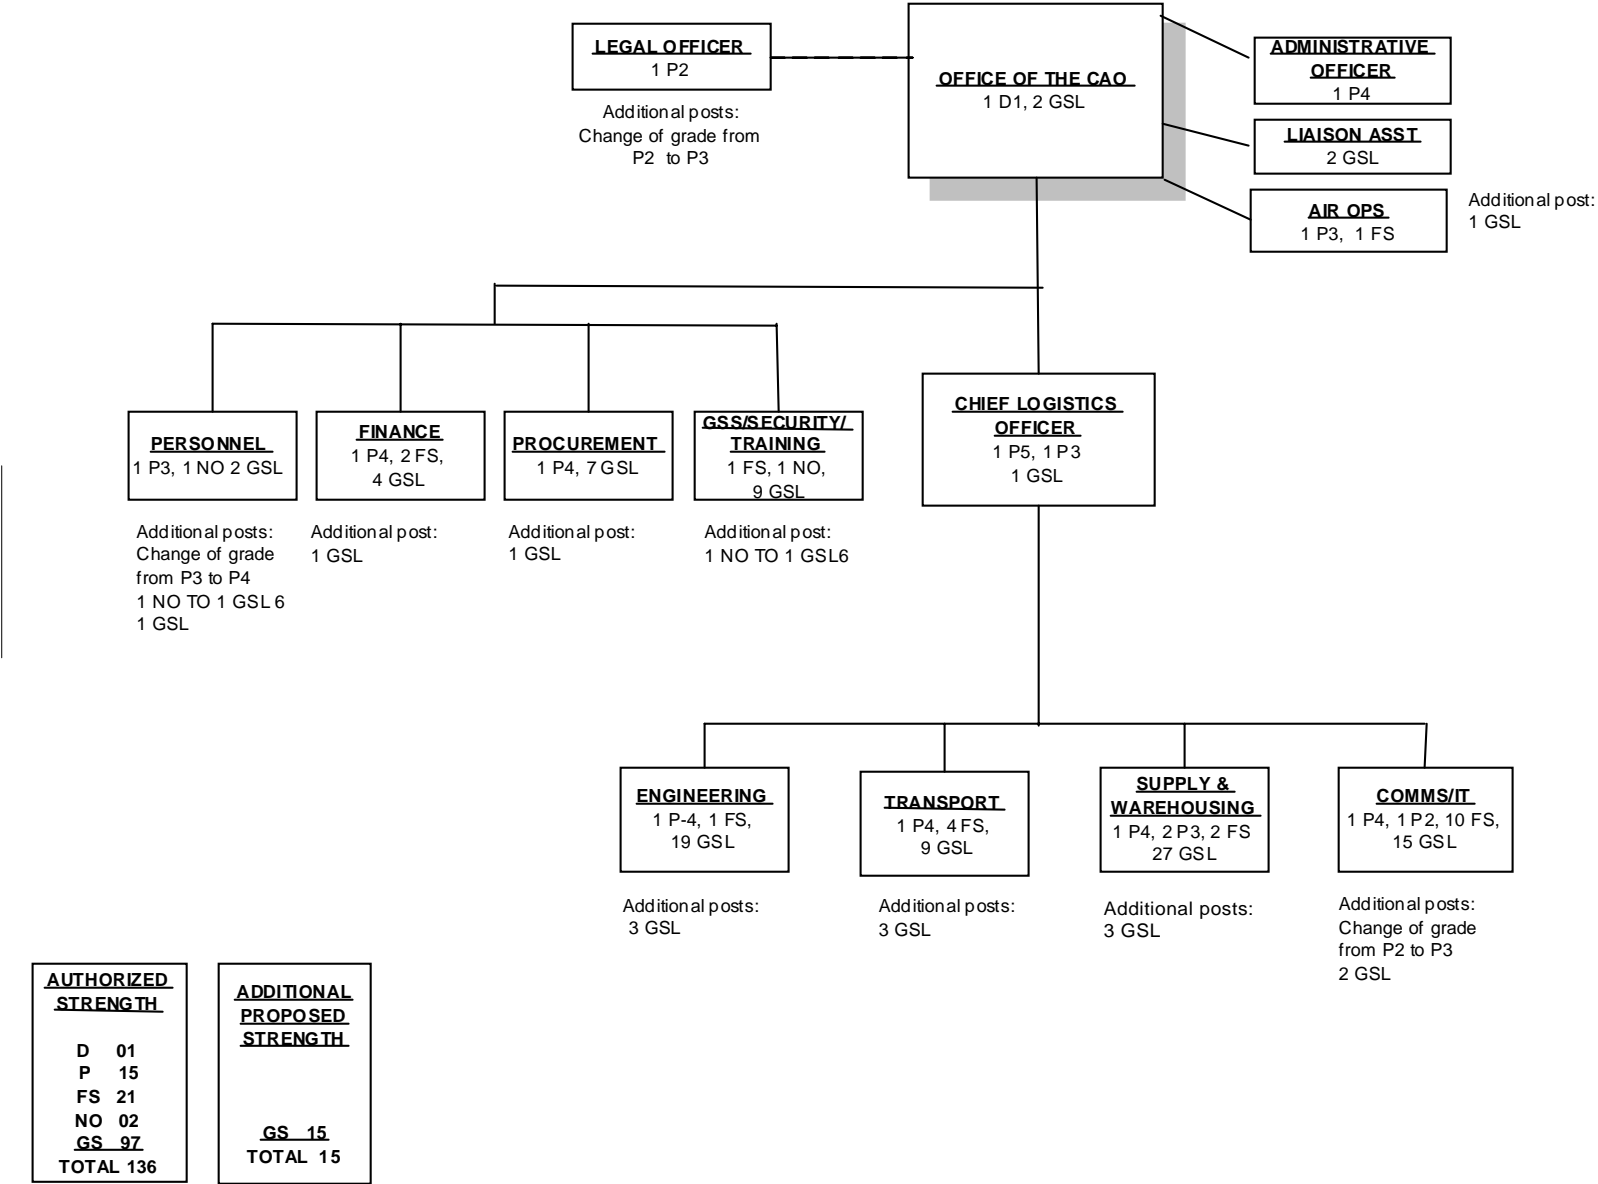 LEGAL OFFICER
1 P2
Additional posts:
Change of grade from
P2 to P3
OFFICE OF THE CAO
1 D1, 2 GSL
ADMINISTRATIVE
OFFICER
1 P4
LIAISON ASST
2 GSL
AIR OPS
1 P3, 1 FS
Additional post:
1 GSL
PERSONNEL
1 P3, 1 NO 2 GSL
Additional posts:
Change of grade
from P3 to P4
1 NO TO 1 GSL 6
1 GSL
FINANCE
1 P4, 2 FS,
4 GSL
Additional post:
1 GSL
PROCUREMENT
1 P4, 7 GSL
Additional post:
1 GSL
GSS/SECURITY/
TRAINING
1 FS, 1 NO,
9 GSL
Additional post:
1 NO TO 1 GSL6
CHIEF LOGISTICS
OFFICER
1 P5, 1 P3
1 GSL
ENGINEERING
1 P-4, 1 FS,
19 GSL
Additional posts:
3 GSL
TRANSPORT
1 P4, 4 FS,
9 GSL
Additional posts:
3 GSL
SUPPLY &
WAREHOUSING
1 P4, 2 P3, 2 FS
27 GSL
Additional posts:
3 GSL
COMMS/IT
1 P4, 1 P2, 10 FS,
15 GSL
Additional posts:
Change of grade
from P2 to P3
2 GSL
AUTHORIZED
STRENGTH
D 01
P 15
FS 21
NO 02
GS 97
TOTAL 136
ADDITIONAL
PROPOSED
STRENGTH
GS 15
TOTAL 15